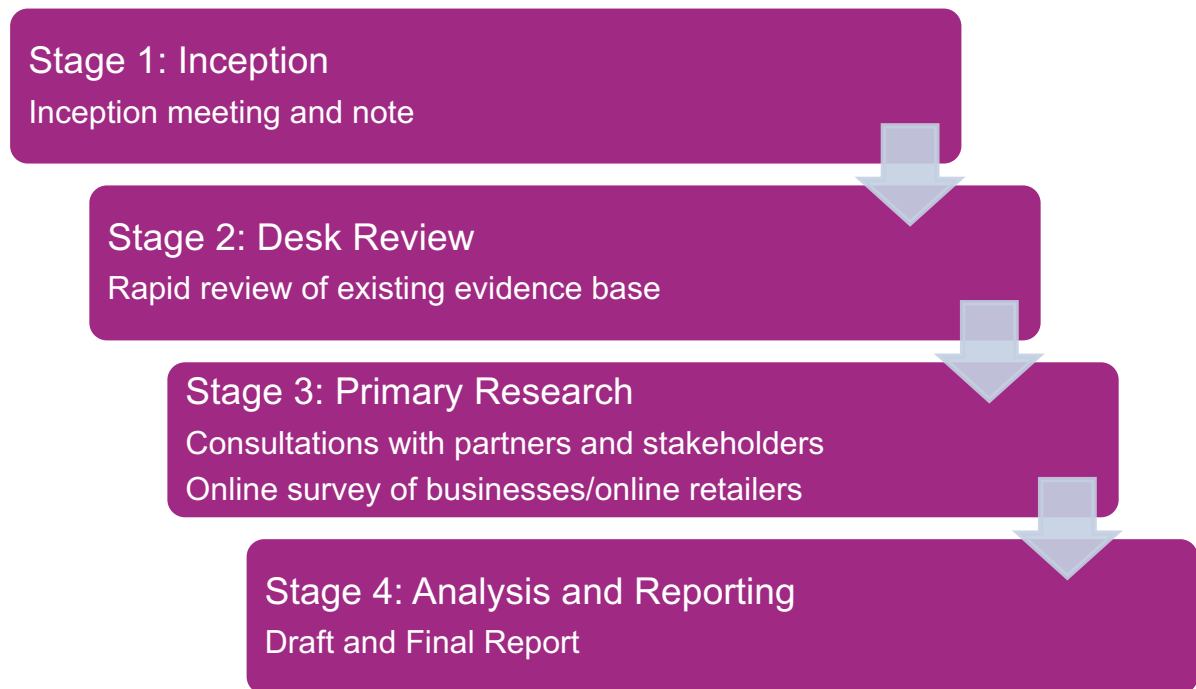 Stage 1: Inception
Inception meeting and note
Stage 2: Desk Review
Rapid review of existing evidence base
Stage 3: Primary Research
Consultations with partners and stakeholders
Online survey of businesses/online retailers
Stage 4: Analysis and Reporting
Draft and Final Report